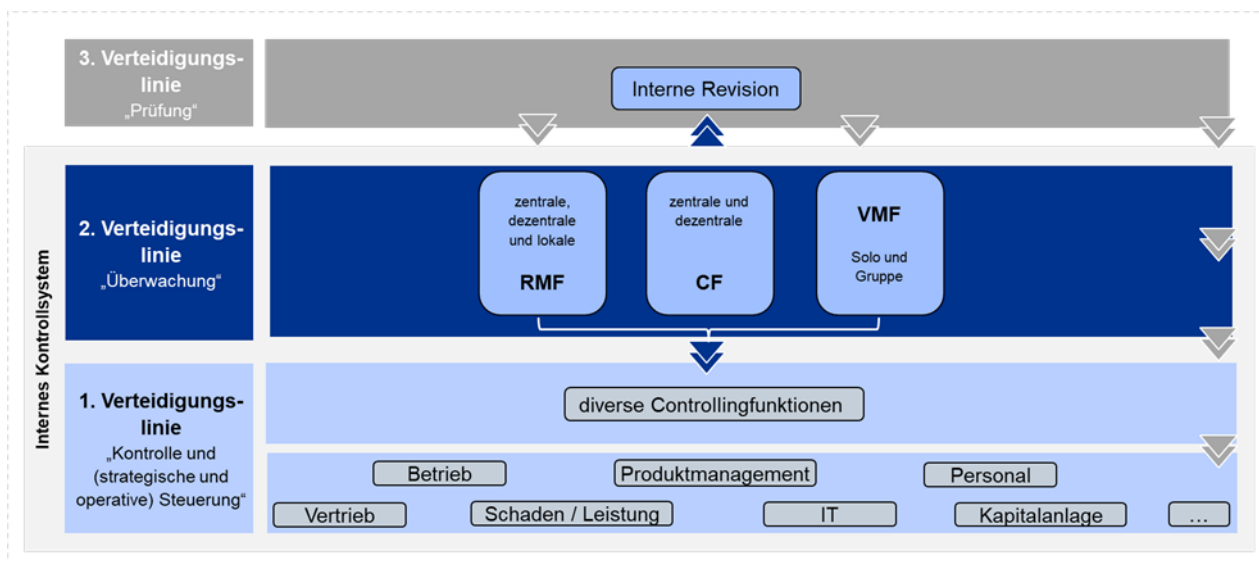 3. Verteidigungs-
linie
„Prüfung“
Interne Revision
Internes Kontrollsystem
2. Verteidigungs-
linie
„Überwachung“
zentrale,
dezentrale
und lokale
RMF
zentrale und
dezentrale
CF
VMF
Solo und
Gruppe
1. Verteidigungs-
linie
„Kontrolle und
(strategische und
operative) Steuerung“
diverse Controllingfunktionen
Betrieb
Produktmanagement
Personal
Vertrieb
Schaden / Leistung
IT
Kapitalanlage
...